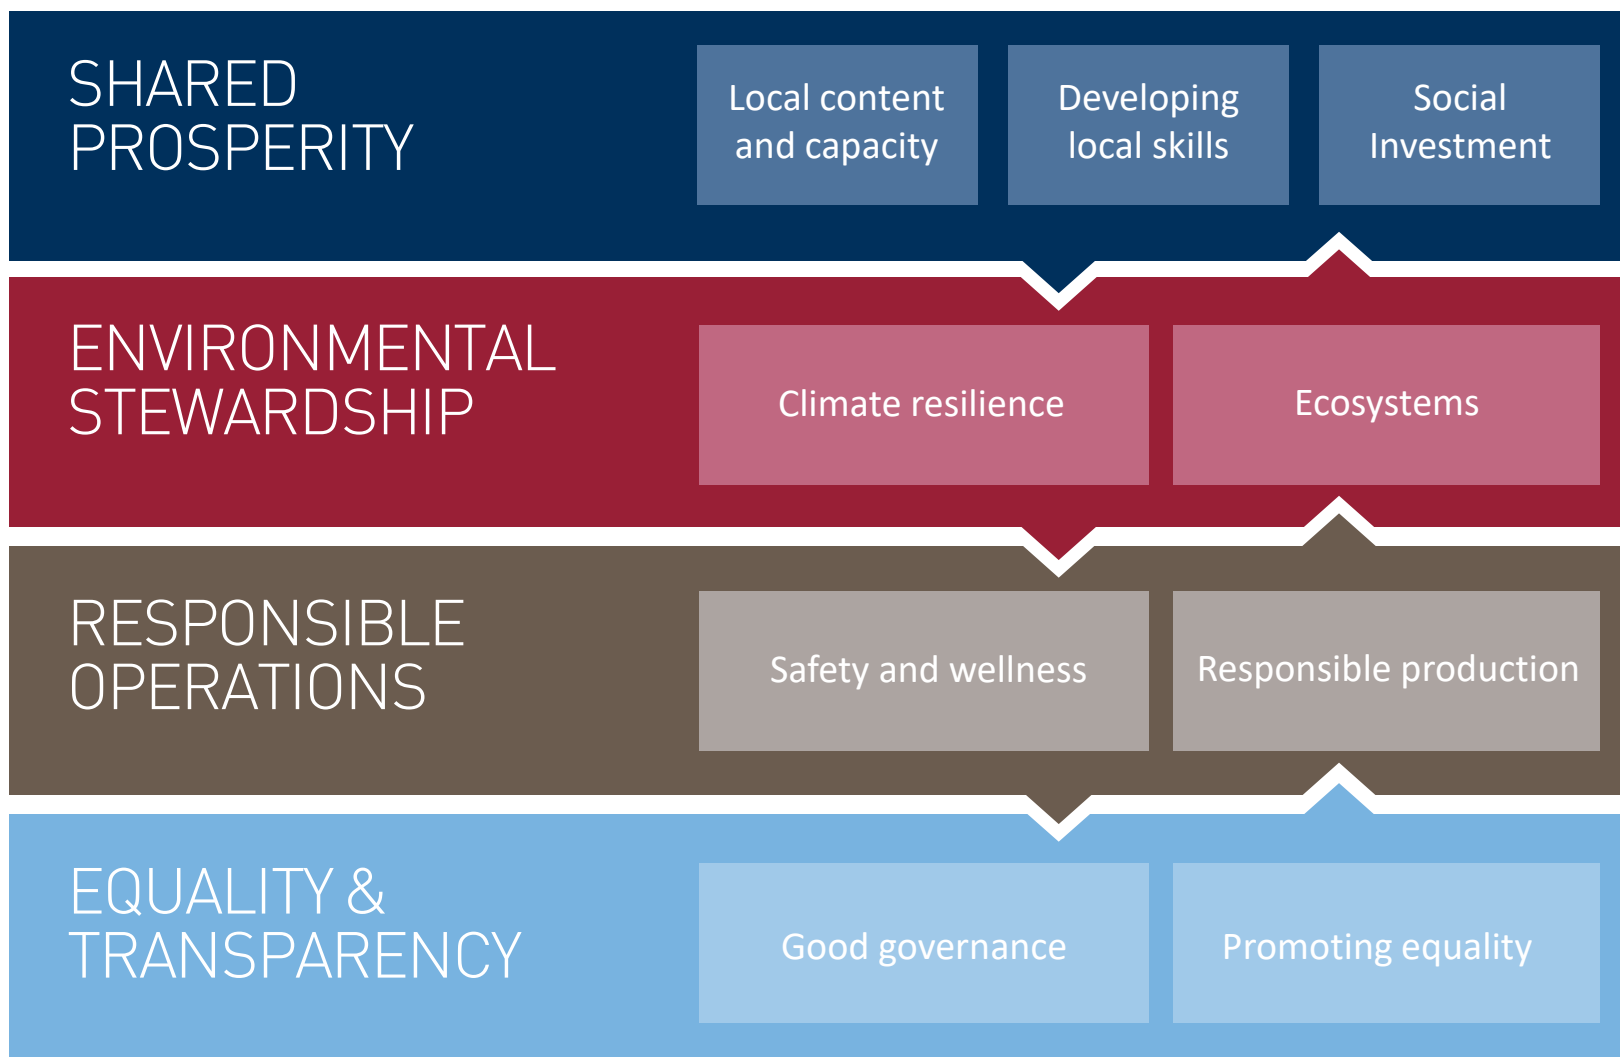 SHARED
PROSPERITY
Local content
and capacity
Developing
local skills
Social
Investment
ENVIRONMENTAL
STEWARDSHIP
Climate resilience
Ecosystems
RESPONSIBLE
OPERATIONS
Safety and wellness
Responsible production
EQUALITY &
TRANSPARENCY
Good governance
Promoting equality